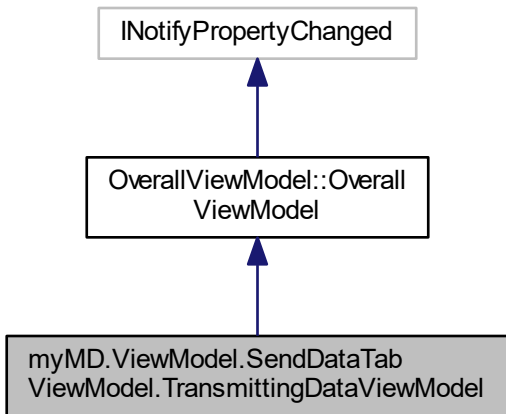 INotifyPropertyChanged
OverallViewModel::Overall
ViewModel
myMD.ViewModel.SendDataTab
ViewModel.TransmittingDataViewModel